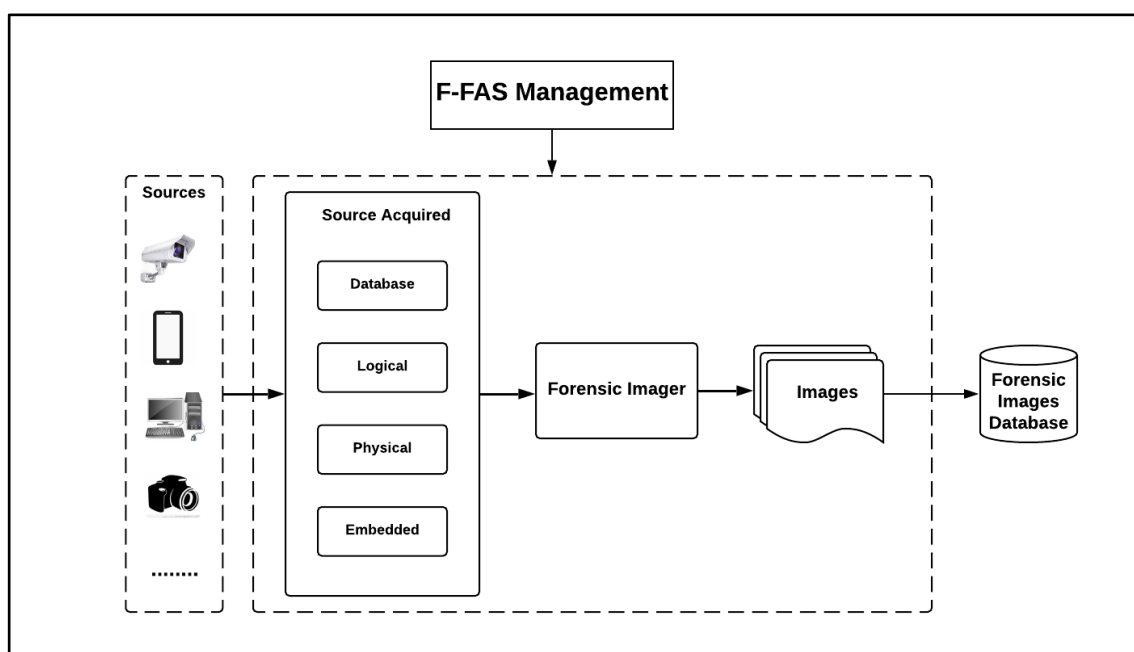 F-FAS Management
Sources
Source Acquired
Database
Logical
Physical
Embedded
Forensic Imager
Images
Forensic
Images
Database
........